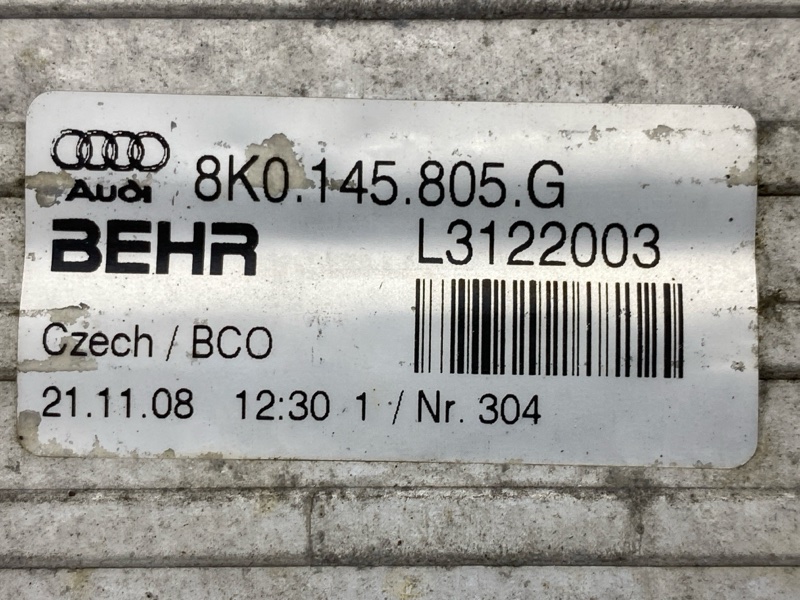 Audi 8K0.145.805.G
BEHR L3122003
Czech / BCO
21.11.08 12:30 1 / Nr. 304